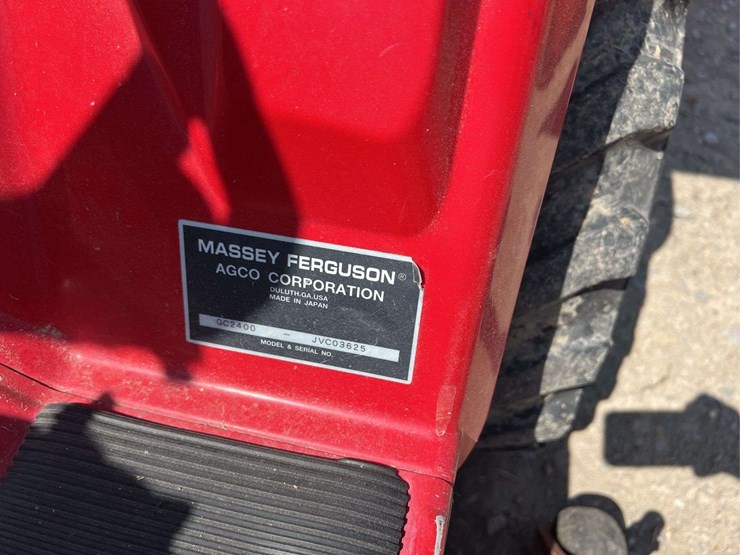 MASSEY FERGUSON®
AGCO CORPORATION
DULUTH.GA.USA
MADE IN JAPAN
GC2400 – JVC03625
MODEL & SERIAL NO.